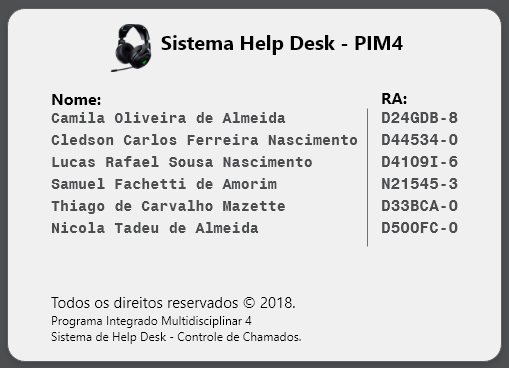 Sistema Help Desk - PIM4
Nome: RA:
Camila Oliveira de Almeida D24GDB-8
Cledson Carlos Ferreira Nascimento D44534-0
Lucas Rafael Sousa Nascimento D4109I-6
Samuel Fachetti de Amorim N21545-3
Thiago de Carvalho Mazette D33BCA-0
Nicola Tadeu de Almeida D500FC-0
Todos os direitos reservados © 2018.
Programa Integrado Multidisciplinar 4
Sistema de Help Desk - Controle de Chamados.